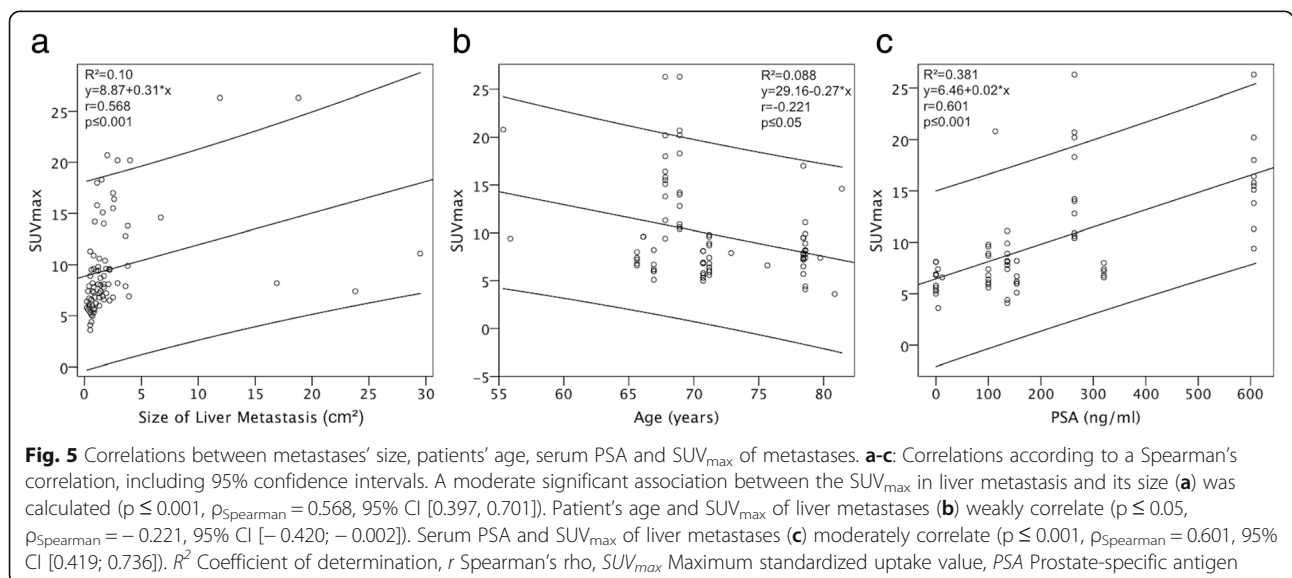 a
R²=0.10
y=8.87+0.31*x
r=0.568
p≤0.001
SUVmax
25
20
15
10
5
0
0 5 10 15 20 25 30
Size of Liver Metastasis (cm²)
b
R²=0.088
y=29.16-0.27*x
r=-0.221
p≤0.05
SUVmax
25
20
15
10
5
0
−5
55 60 65 70 75 80
Age (years)
c
R²=0.381
y=6.46+0.02*x
r=0.601
p≤0.001
SUVmax
25
20
15
10
5
0
0 100 200 300 400 500 600
PSA (ng/ml)
Fig. 5 Correlations between metastases’ size, patients’ age, serum PSA and SUVmax of metastases. a-c: Correlations according to a Spearman’s
correlation, including 95% confidence intervals. A moderate significant association between the SUVmax in liver metastasis and its size (a) was
calculated (p ≤ 0.001, ρSpearman = 0.568, 95% CI [0.397, 0.701]). Patient’s age and SUVmax of liver metastases (b) weakly correlate (p ≤ 0.05,
ρSpearman = − 0.221, 95% CI [− 0.420; − 0.002]). Serum PSA and SUVmax of liver metastases (c) moderately correlate (p ≤ 0.001, ρSpearman = 0.601, 95%
CI [0.419; 0.736]). R² Coefficient of determination, r Spearman’s rho, SUVmax Maximum standardized uptake value, PSA Prostate-specific antigen